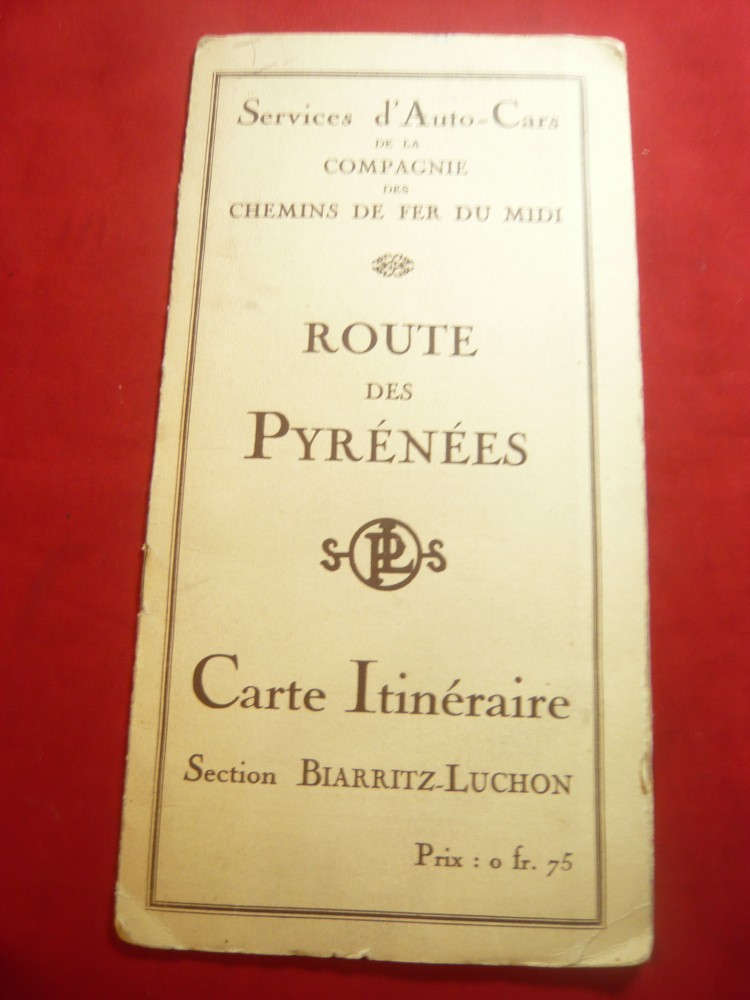 Services d'Auto-Cars
DE LA
COMPAGNIE
DES
CHEMINS DE FER DU MIDI
ROUTE
DES
PYRÉNÉES
S PL S
Carte Itinéraire
Section BIARRITZ-LUCHON
Prix : 0 fr. 75